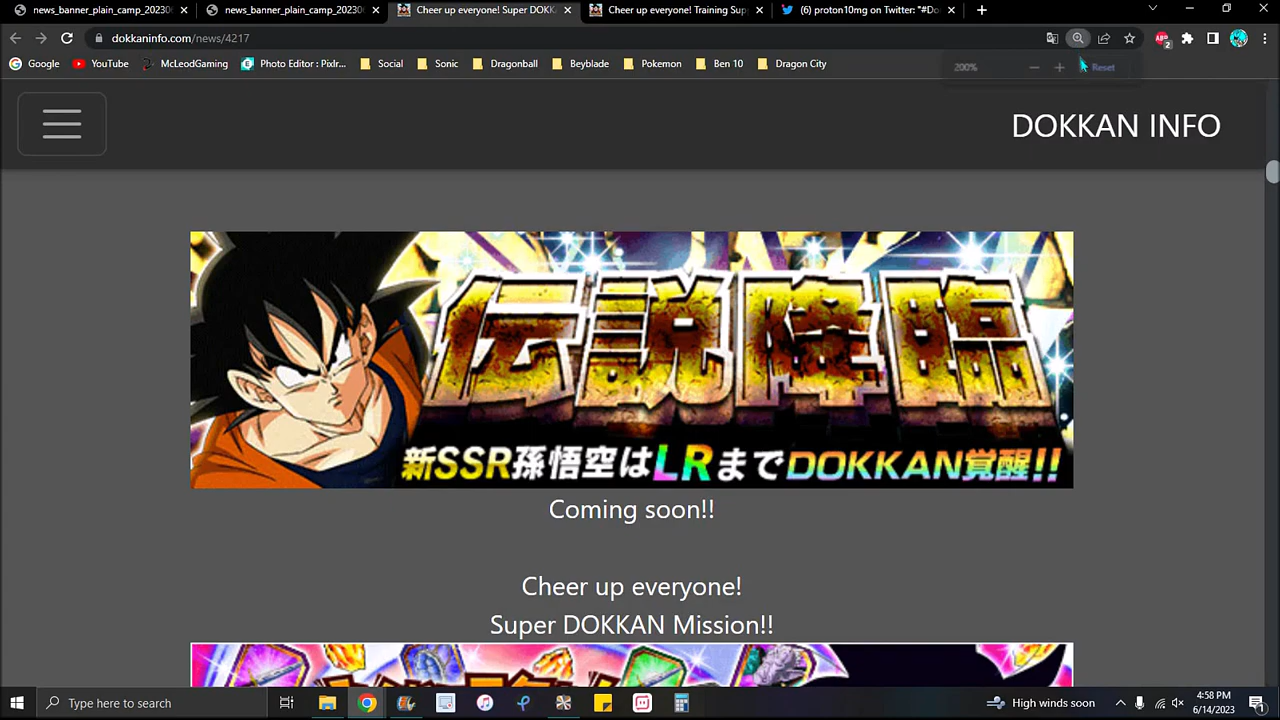 news_banner_plain_camp_20230
news_banner_plain_camp_20230
Cheer up everyone! Super DOKK
Cheer up everyone! Training Sup
(6) proton10mg on Twitter: "#Do
dokkaninfo.com/news/4217
2
Google
YouTube
McLeodGaming
Photo Editor : Pixlr...
Social
Sonic
Dragonball
Beyblade
Pokemon
Ben 10
Dragon City
200%
Reset
DOKKAN INFO
伝説降臨
新SSR孫悟空はLRまでDOKKAN覚醒!!
Coming soon!!
Cheer up everyone!
Super DOKKAN Mission!!
Type here to search
High winds soon
4:58 PM
6/14/2023
1